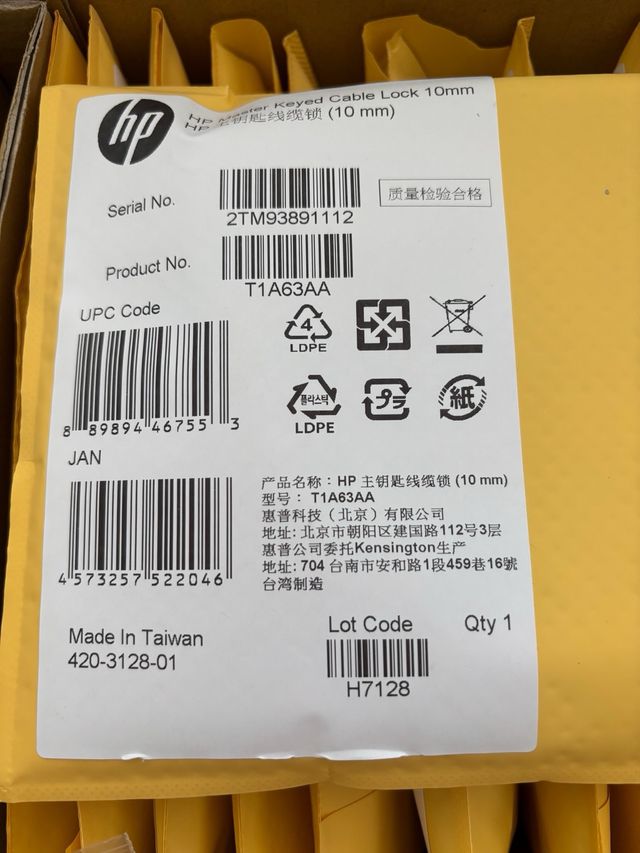 hp
HP Master Keyed Cable Lock 10mm
HP 主钥匙线缆锁 (10 mm)
Serial No.
2TM93891112
质量检验合格
Product No.
T1A63AA
UPC Code
8 89894 46755 3
4
LDPE
플라스틱
LDPE
プラ
紙
JAN
4 573257 522046
产品名称：HP 主钥匙线缆锁 (10 mm)
型号： T1A63AA
惠普科技（北京）有限公司
地址: 北京市朝阳区建国路112号3层
惠普公司委托Kensington生产
地址: 704 台南市安和路1段459巷16號
台湾制造
Made In Taiwan
420-3128-01
Lot Code
H7128
Qty 1